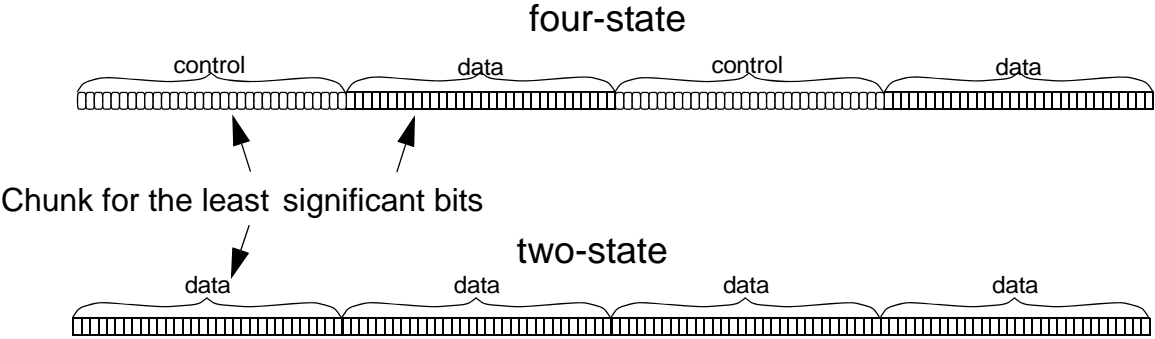 four-state
control data control data
Chunk for the least significant bits
two-state
data data data data